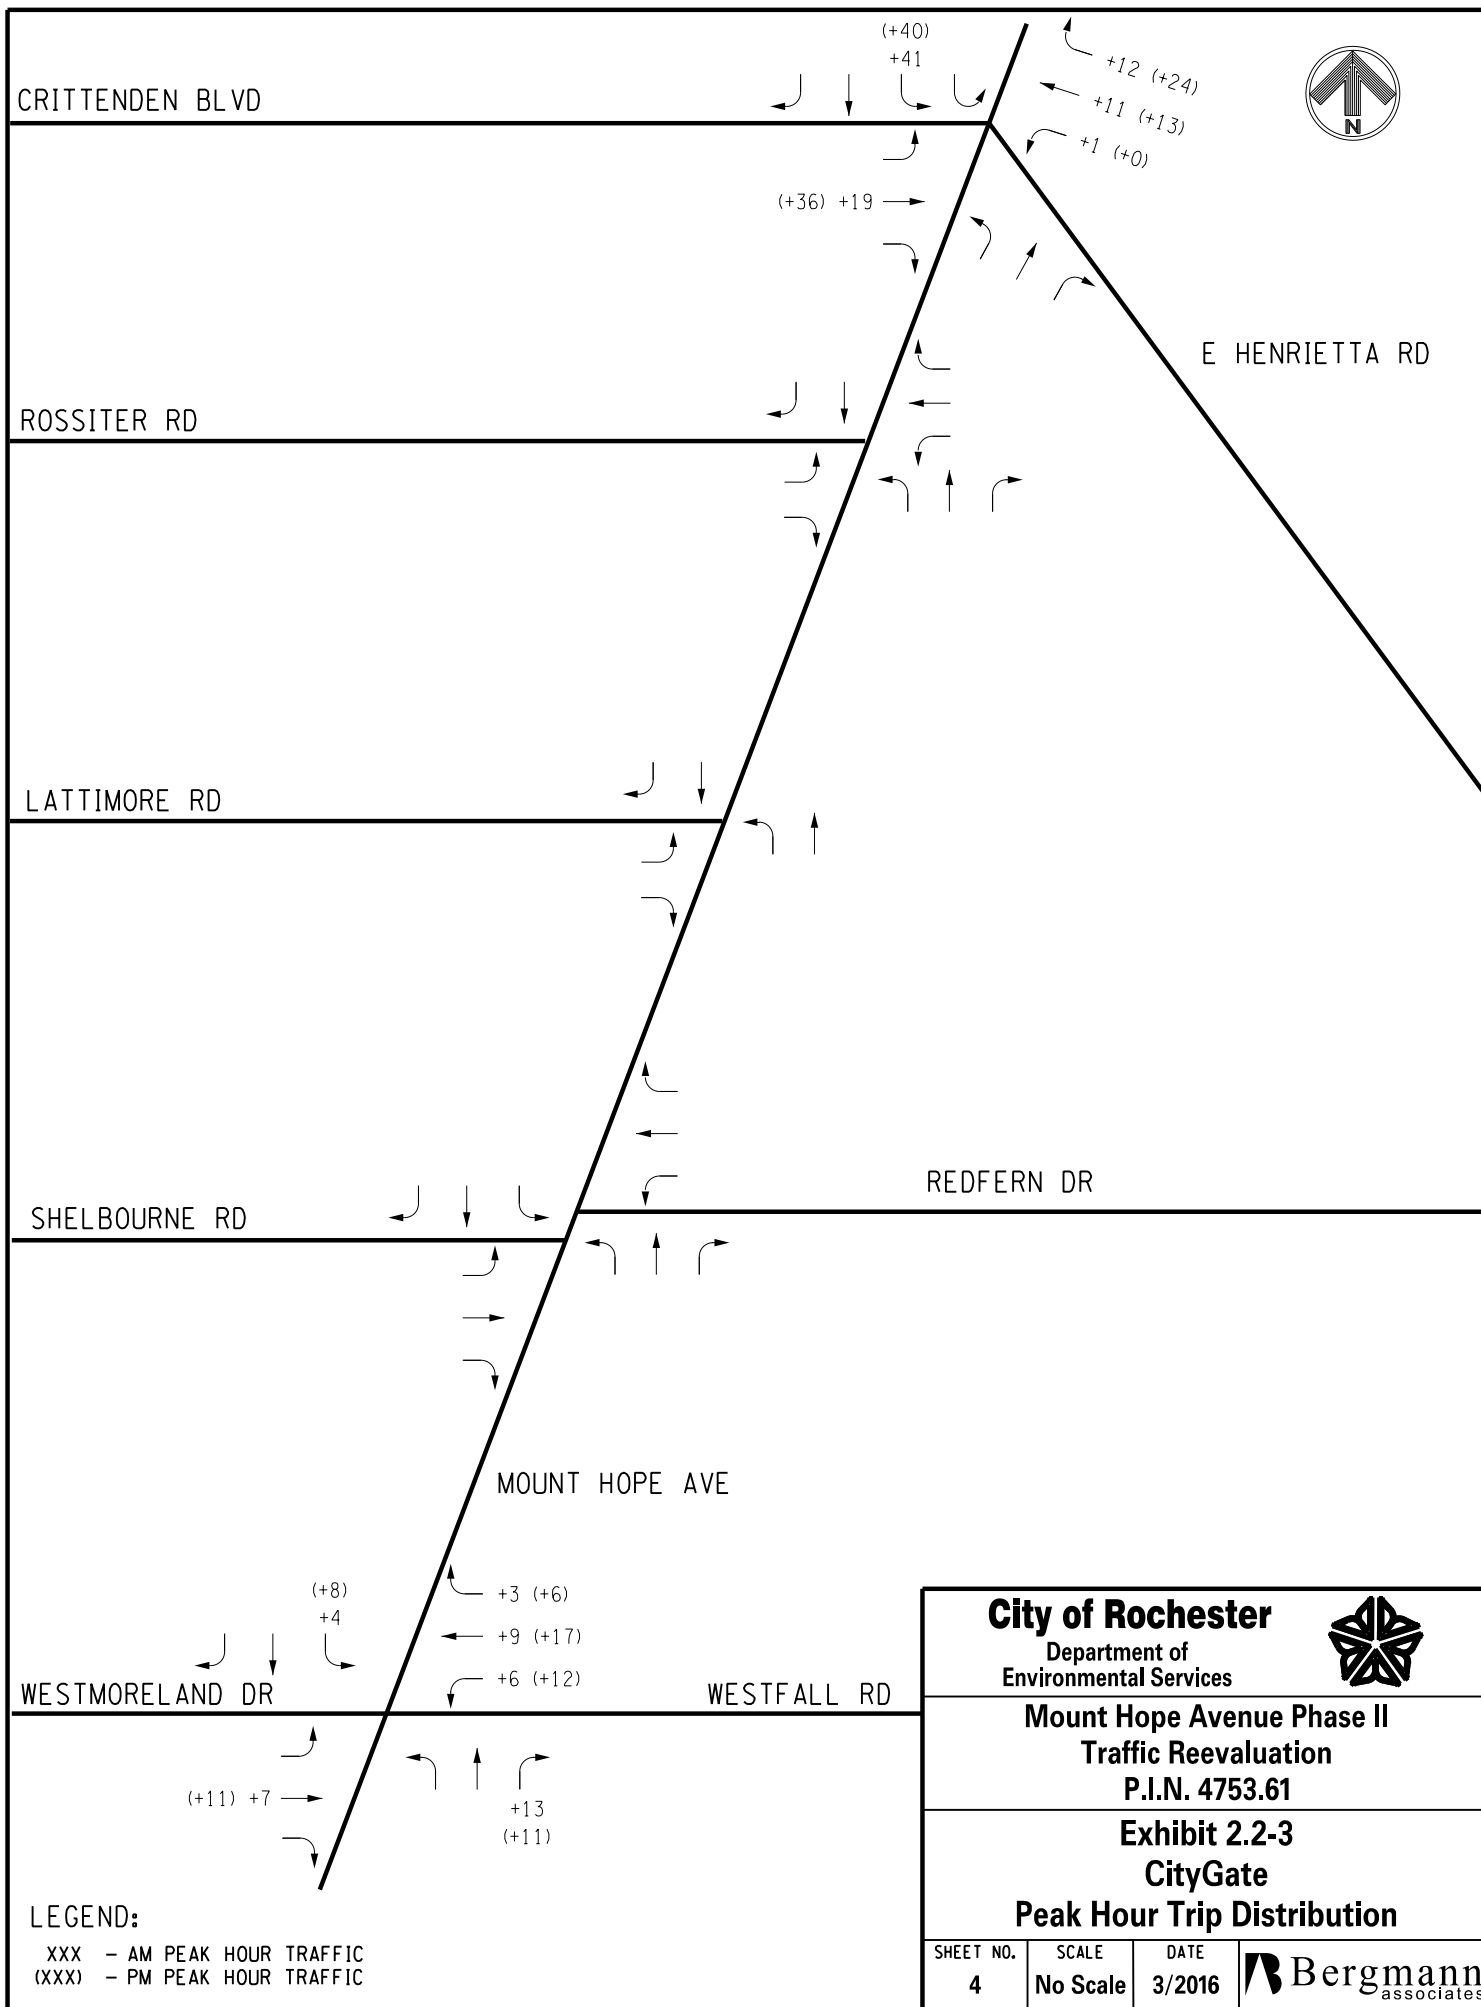 (+40)
+41
+12 (+24)
+11 (+13)
+1 (+0)
N
CRITTENDEN BLVD
(+36) +19
E HENRIETTA RD
ROSSITER RD
LATTIMORE RD
REDFERN DR
SHELBOURNE RD
MOUNT HOPE AVE
(+8)
+4
+3 (+6)
+9 (+17)
+6 (+12)
WESTMORELAND DR
WESTFALL RD
(+11) +7
+13
(+11)
LEGEND:
XXX - AM PEAK HOUR TRAFFIC
(XXX) - PM PEAK HOUR TRAFFIC
City of Rochester
Department of
Environmental Services
Mount Hope Avenue Phase II
Traffic Reevaluation
P.I.N. 4753.61
Exhibit 2.2-3
CityGate
Peak Hour Trip Distribution
SHEET NO.
4
SCALE
No Scale
DATE
3/2016
Bergmann
associates